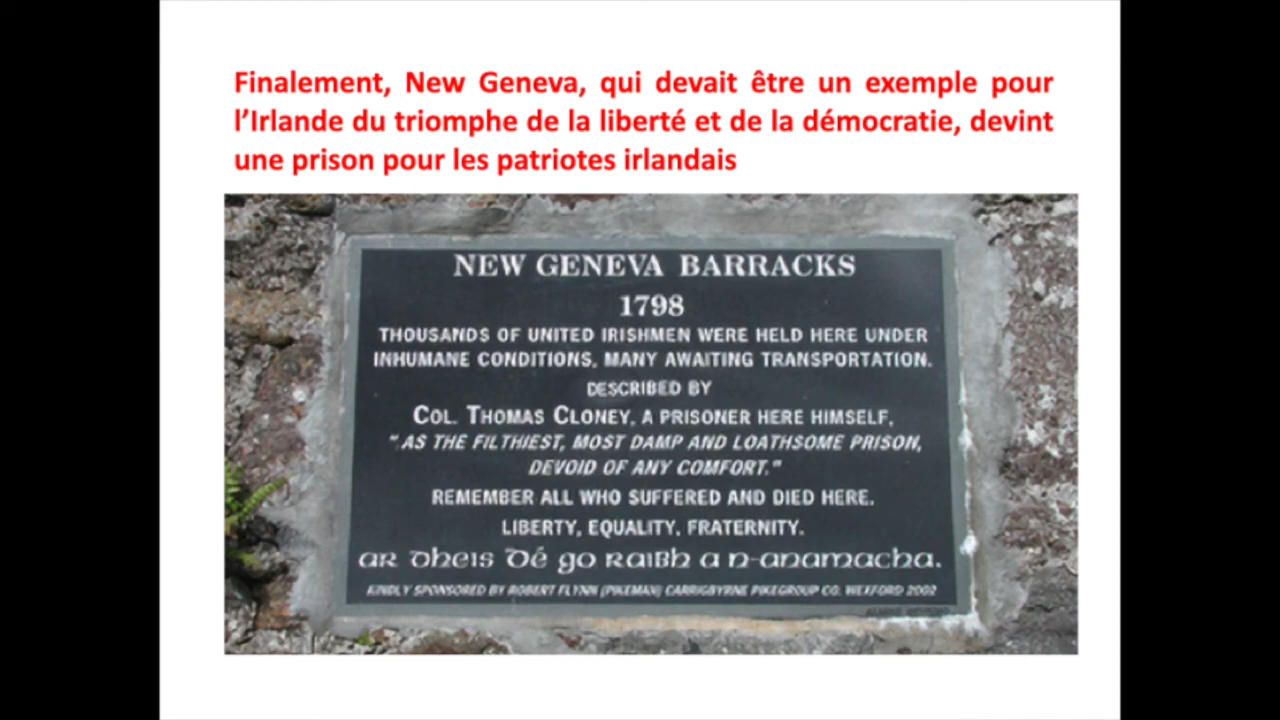 Finalement, New Geneva, qui devait être un exemple pour
l’Irlande du triomphe de la liberté et de la démocratie, devint
une prison pour les patriotes irlandais
NEW GENEVA BARRACKS
1798
THOUSANDS OF UNITED IRISHMEN WERE HELD HERE UNDER
INHUMANE CONDITIONS, MANY AWAITING TRANSPORTATION.
DESCRIBED BY
COL. THOMAS CLONEY, A PRISONER HERE HIMSELF,
"AS THE FILTHIEST, MOST DAMP AND LOATHSOME PRISON,
DEVOID OF ANY COMFORT."
REMEMBER ALL WHO SUFFERED AND DIED HERE.
LIBERTY, EQUALITY, FRATERNITY.
ar dheis Dé go raibh a n-anamacha.
KINDLY SPONSORED BY ROBERT FLYNN (PIKEMAN) CARRIGBYRNE PIKEGROUP CO. WEXFORD 2002